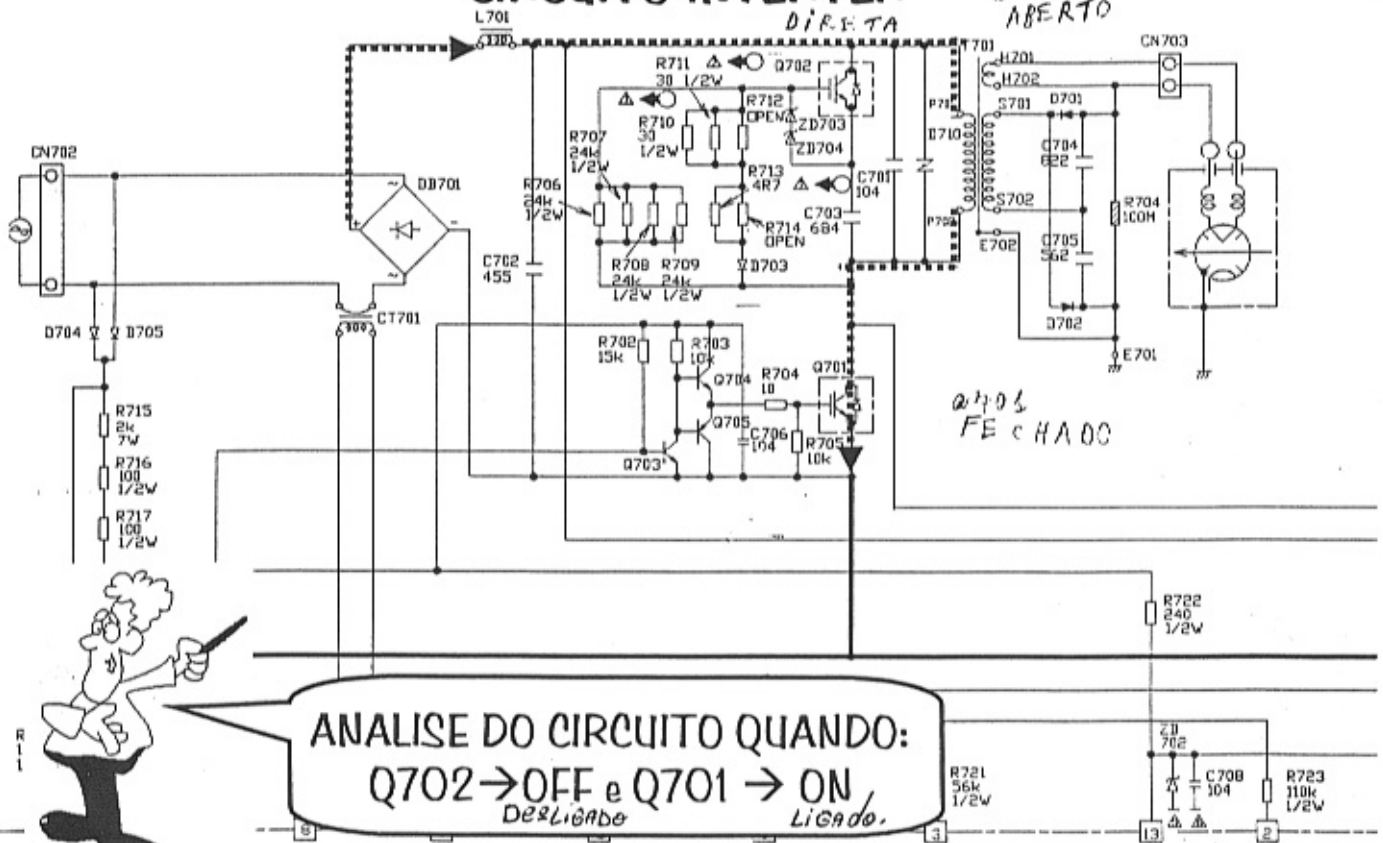 DIRETA
ABERTO
L701
CN703
T701
H701
H702
R711
30 1/2W
Q702
R712
OPEN
R710
30
1/2W
ZD703
ZD704
R707
24k
1/2W
R706
24k
1/2W
R713
4R7
R714
OPEN
C701
104
C703
684
R708
24k
1/2W
R709
24k
1/2W
D703
D710
S701
D701
C704
822
S702
R704
100M
E702
C705
562
D702
E701
CN702
DB701
C702
455
CT701
D704
D705
R702
15k
R703
10k
Q704
R704
10
Q701
Q705
C706
104
R705
10k
Q703
Q701
FECHADO
R715
2k
7W
R716
100
1/2W
R717
100
1/2W
R722
240
1/2W
ANALISE DO CIRCUITO QUANDO:
Q702→OFF e Q701 → ON
DESLIGADO
LIGADO.
R721
56k
1/2W
ZD
702
C708
104
R723
110k
1/2W
8
3
13
2